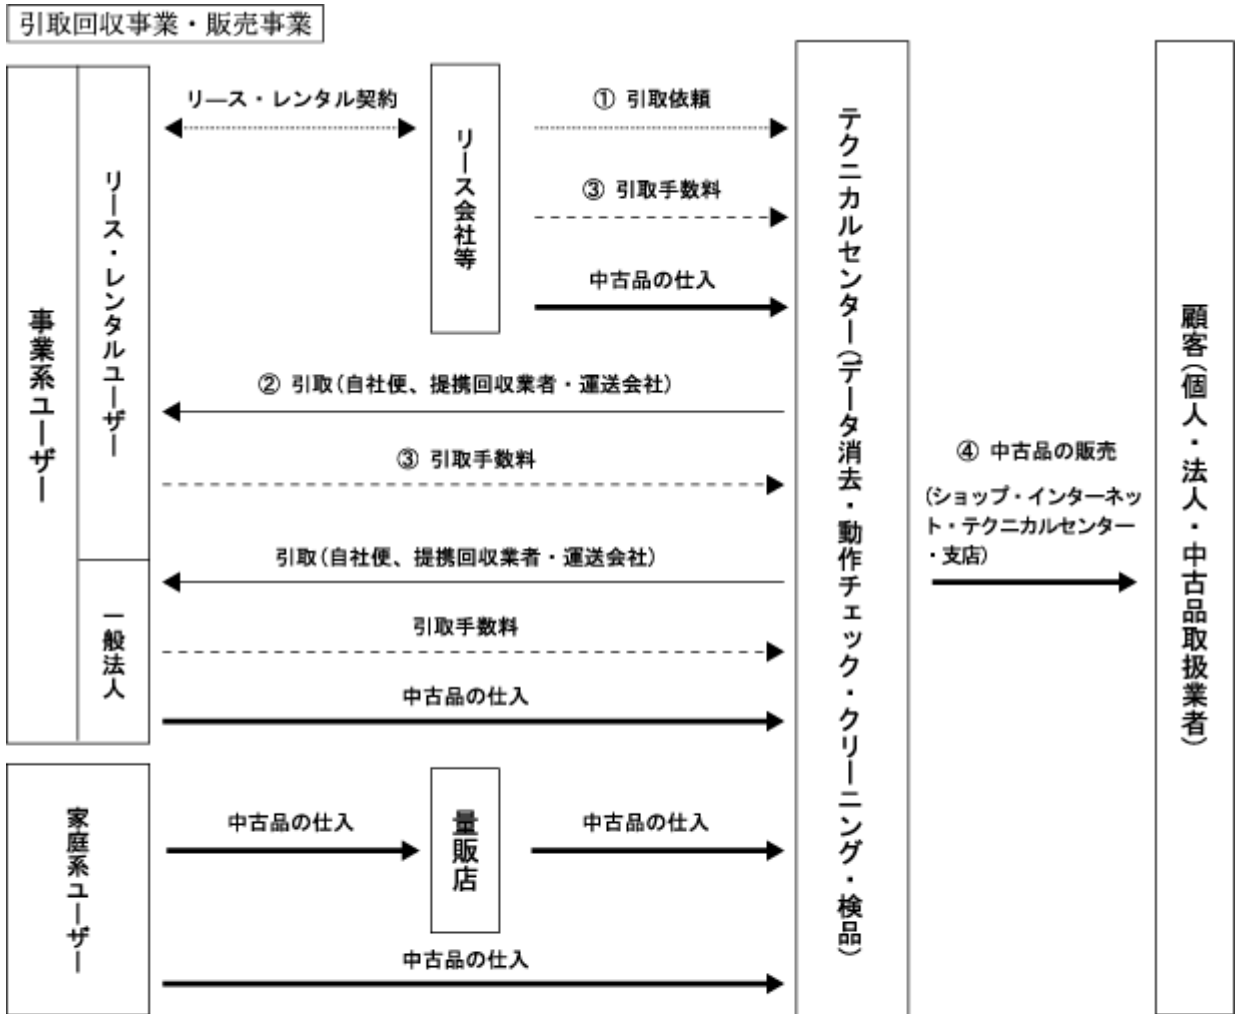 引取回収事業・販売事業
事業系ユーザー
リース・レンタルユーザー
一般法人
家庭系ユーザー
リース・レンタル契約
リース会社等
① 引取依頼
③ 引取手数料
中古品の仕入
② 引取(自社便、提携回収業者・運送会社)
③ 引取手数料
引取(自社便、提携回収業者・運送会社)
引取手数料
中古品の仕入
中古品の仕入
量販店
中古品の仕入
中古品の仕入
テクニカルセンター(データ消去・動作チェック・クリーニング・検品)
④ 中古品の販売
(ショップ・インターネッ
ト・テクニカルセンター
・支店)
顧客(個人・法人・中古品取扱業者)